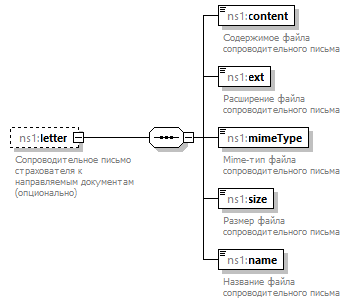 ns1:content
Содержимое файла
сопроводительного письма
ns1:ext
Расширение файла
сопроводительного письма
ns1:letter
Сопроводительное письмо
страхователя к
направляемым документам
(опционально)
ns1:mimeType
Mime-тип файла
сопроводительного письма
ns1:size
Размер файла
сопроводительного письма
ns1:name
Название файла
сопроводительного письма